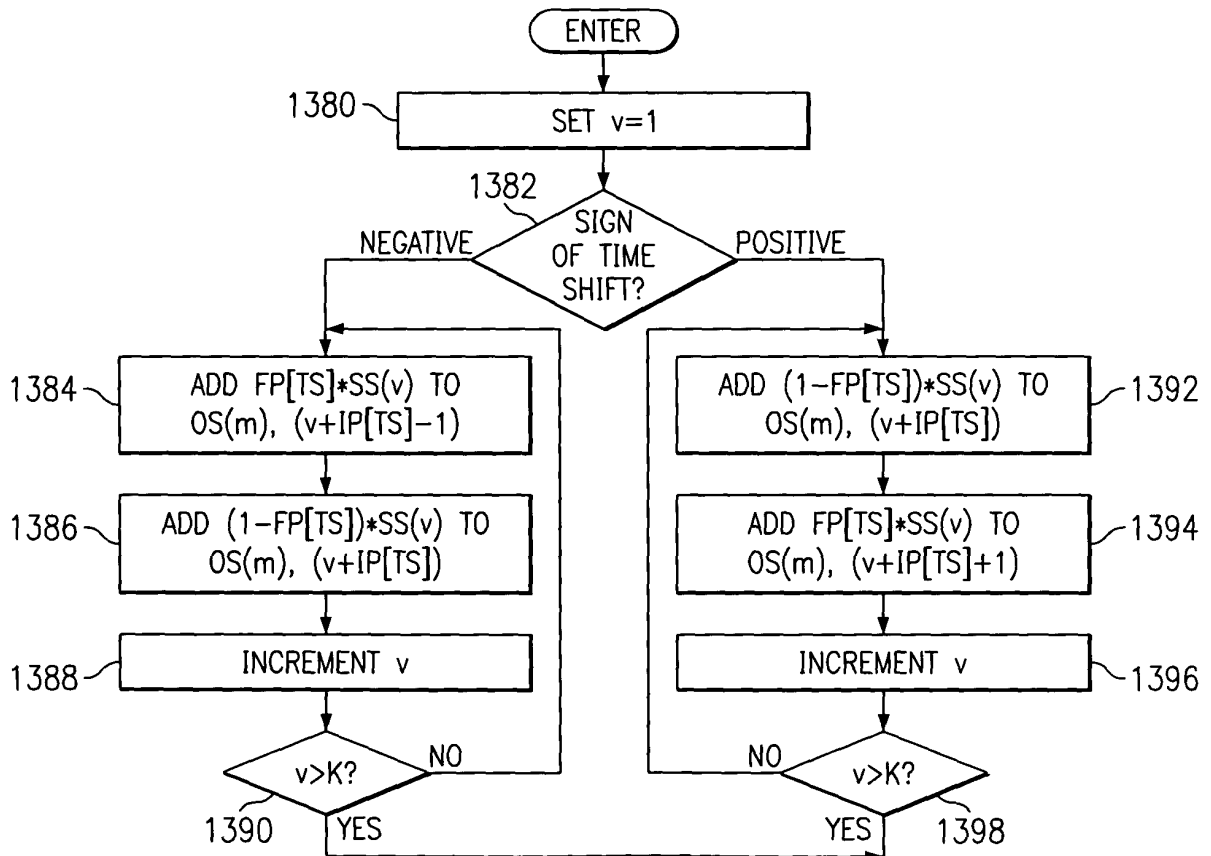 ENTER
1380
SET v=1
1382
SIGN
OF TIME
SHIFT?
NEGATIVE
POSITIVE
1384
ADD FP[TS]*SS(v) TO
OS(m), (v+IP[TS]-1)
1392
ADD (1-FP[TS])*SS(v) TO
OS(m), (v+IP[TS])
1386
ADD (1-FP[TS])*SS(v) TO
OS(m), (v+IP[TS])
1394
ADD FP[TS]*SS(v) TO
OS(m), (v+IP[TS]+1)
1388
INCREMENT v
1396
INCREMENT v
v>K?
NO
1390
YES
NO
v>K?
YES
1398